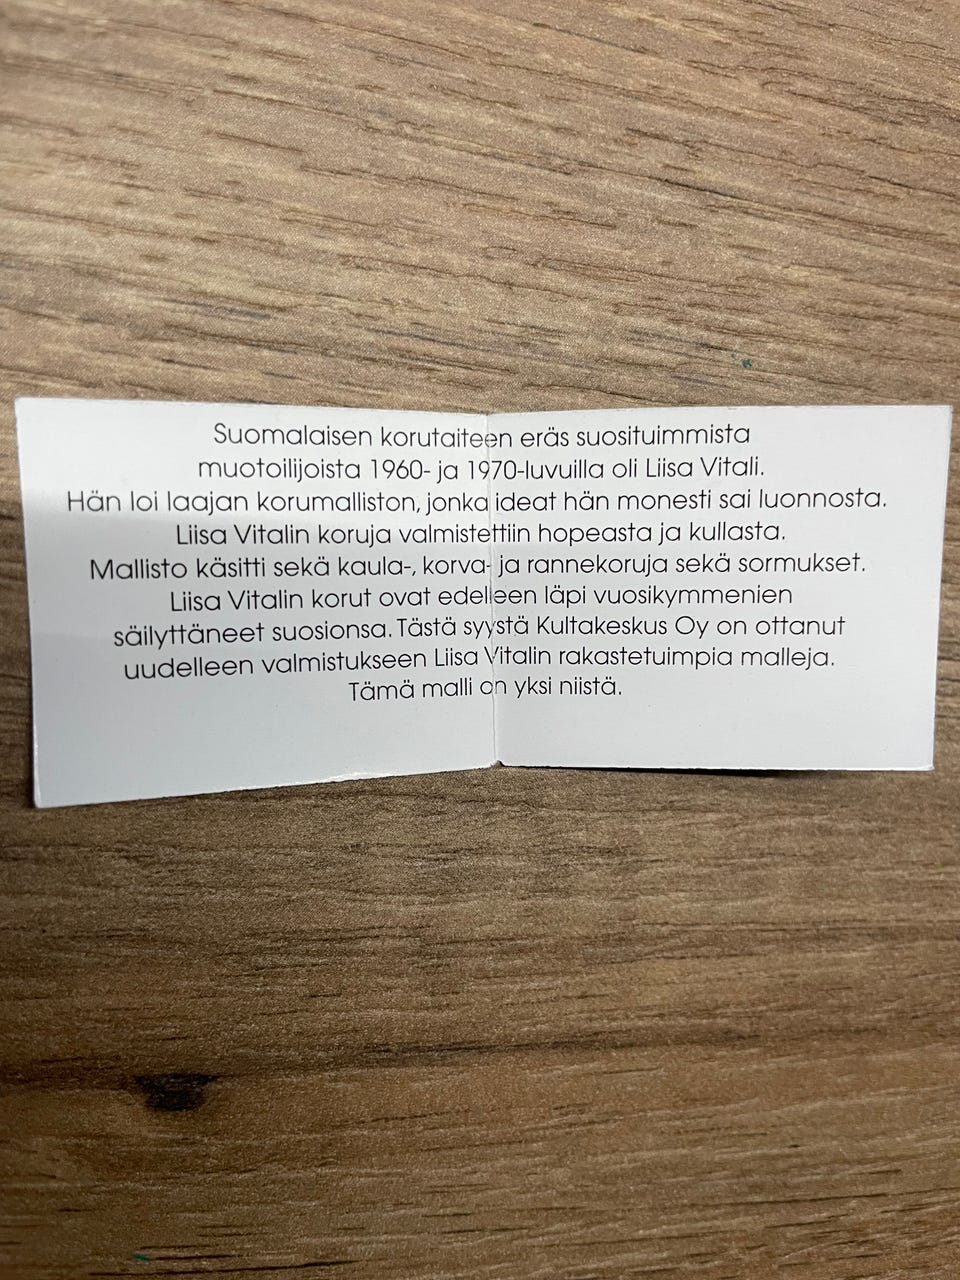 Suomalaisen korutaiteen eräs suosituimmista
muotoilijoista 1960- ja 1970-luvuilla oli Liisa Vitali.
Hän loi laajan korumalliston, jonka ideat hän monesti sai luonnosta.
Liisa Vitalin koruja valmistettiin hopeasta ja kullasta.
Mallisto käsitti sekä kaula-, korva- ja rannekoruja sekä sormukset.
Liisa Vitalin korut ovat edelleen läpi vuosikymmenien
säilyttäneet suosionsa. Tästä syystä Kultakeskus Oy on ottanut
uudelleen valmistukseen Liisa Vitalin rakastetuimpia malleja.
Tämä malli on yksi niistä.